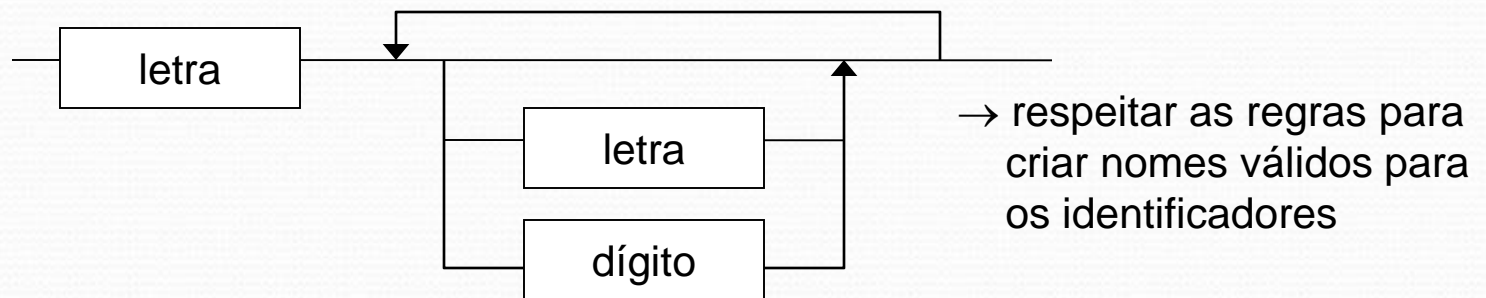 letra
letra
dígito
→ respeitar as regras para
criar nomes válidos para
os identificadores